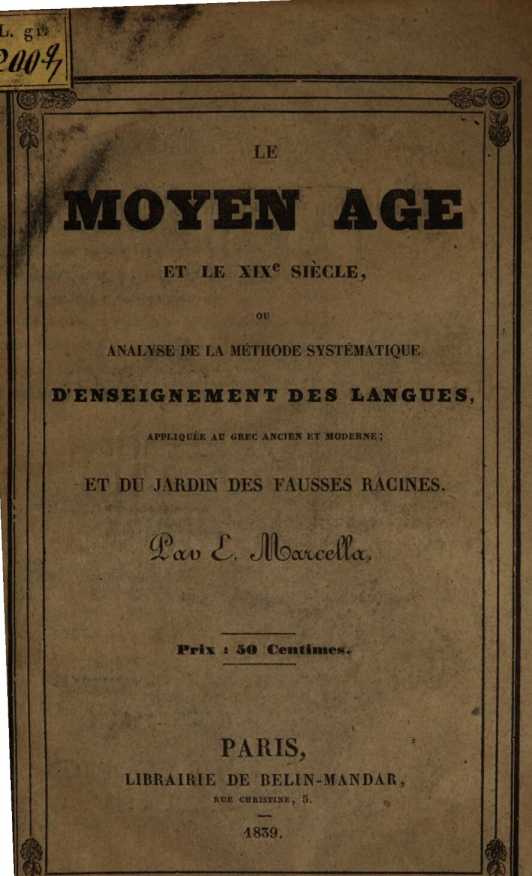 L. gr.
2009
LE
MOYEN AGE
ET LE XIXe SIÈCLE,
OU
ANALYSE DE LA MÉTHODE SYSTÉMATIQUE
D'ENSEIGNEMENT DES LANGUES,
APPLIQUÉE AU GREC ANCIEN ET MODERNE;
ET DU JARDIN DES FAUSSES RACINES.
Par E. Marcella,
Prix : 50 Centimes.
PARIS,
LIBRAIRIE DE BELIN-MANDAR,
RUE CHRISTINE, 5.
1839.